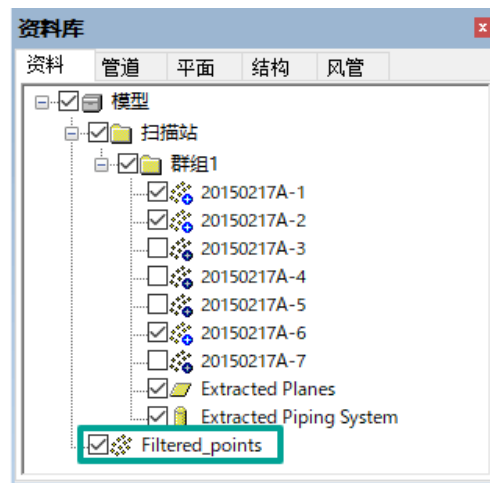 资料库
资料 管道 平面 结构 风管
模型
扫描站
群组1
20150217A-1
20150217A-2
20150217A-3
20150217A-4
20150217A-5
20150217A-6
20150217A-7
Extracted Planes
Extracted Piping System
Filtered_points